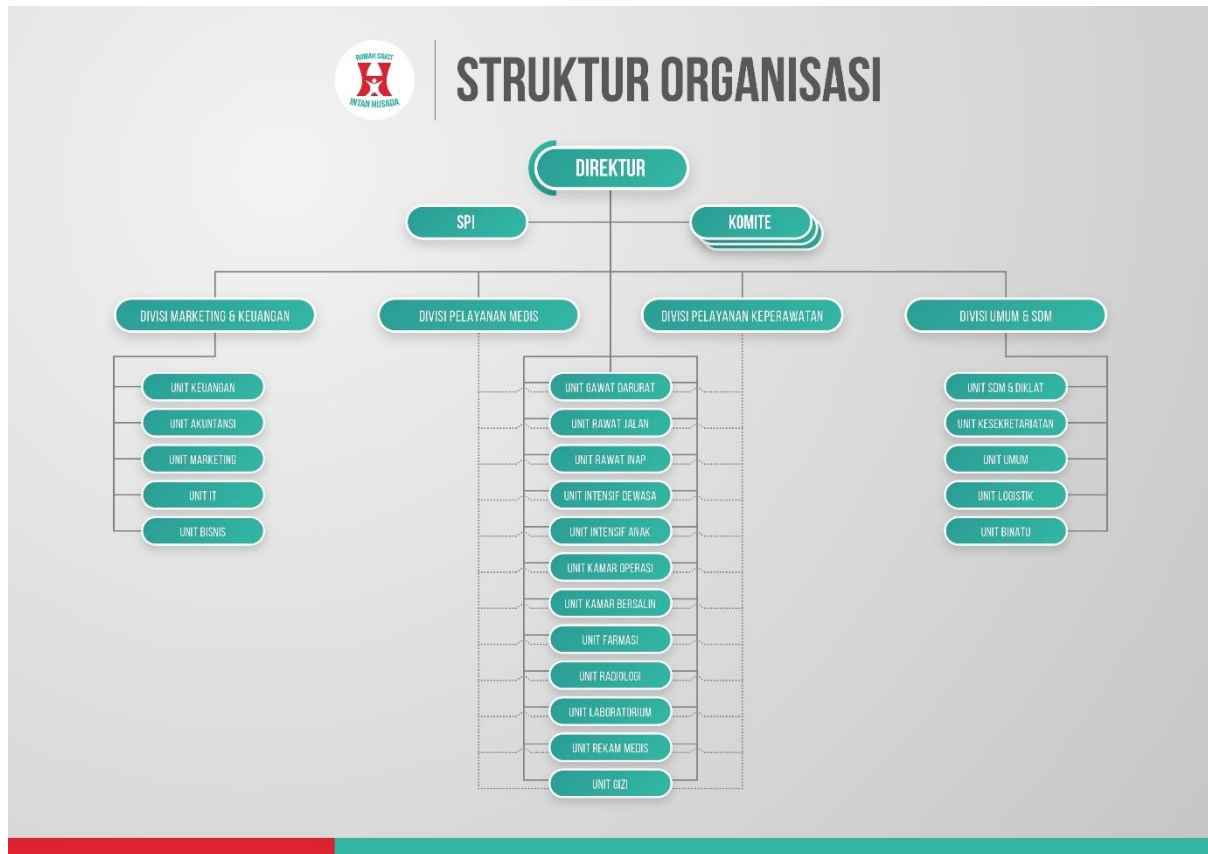 RUMAH SAKIT
INTAN HUSADA
STRUKTUR ORGANISASI
DIREKTUR
SPI
KOMITE
DIVISI MARKETING & KEUANGAN
DIVISI PELAYANAN MEDIS
DIVISI PELAYANAN KEPERAWATAN
DIVISI UMUM & SDM
UNIT KEUANGAN
UNIT AKUNTANSI
UNIT MARKETING
UNIT IT
UNIT BISNIS
UNIT GAWAT DARURAT
UNIT RAWAT JALAN
UNIT RAWAT INAP
UNIT INTENSIF DEWASA
UNIT INTENSIF ANAK
UNIT KAMAR OPERASI
UNIT KAMAR BERSALIN
UNIT FARMASI
UNIT RADIOLOGI
UNIT LABORATORIUM
UNIT REKAM MEDIS
UNIT GIZI
UNIT SDM & DIKLAT
UNIT KESEKRETARIATAN
UNIT UMUM
UNIT LOGISTIK
UNIT BINATU